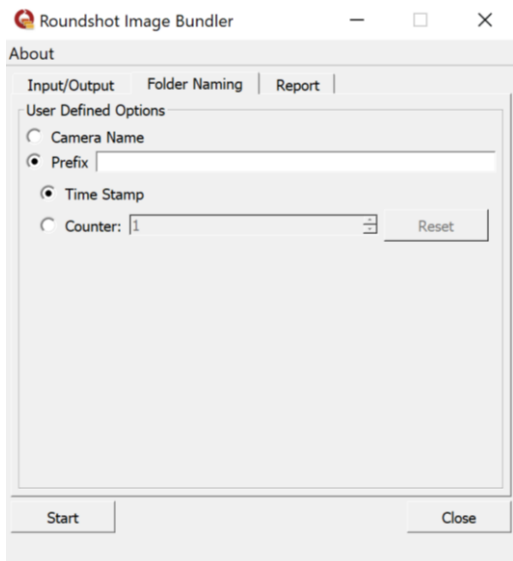 Roundshot Image Bundler
About
Input/Output Folder Naming Report
User Defined Options
Camera Name
Prefix
Time Stamp
Counter: 1 Reset
Start Close